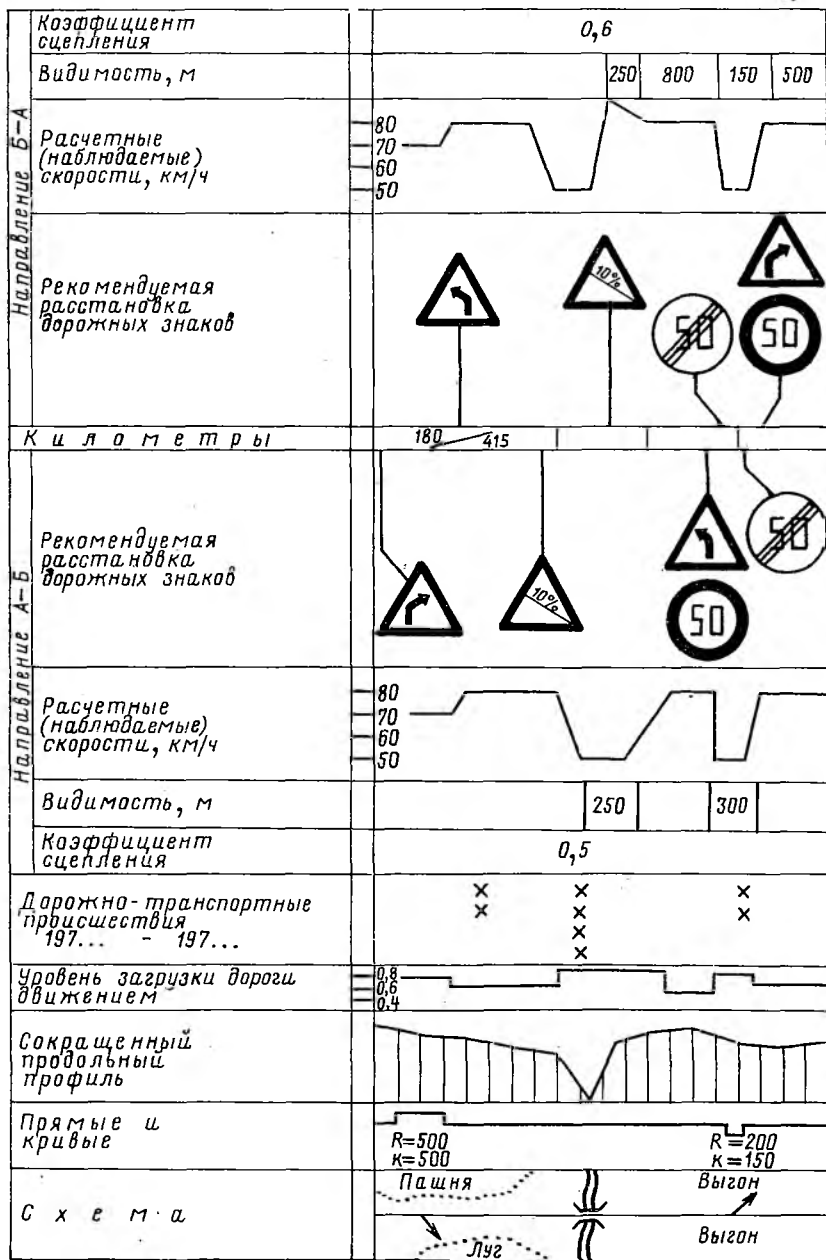 Коэффициент
сцепления
0,6
Видимость, м
250 800 150 500
Направление Б-А
Расчетные
(наблюдаемые)
скорости, км/ч
80
70
60
50
Рекомендуемая
расстановка
дорожных знаков
10%
50
50
Километры
180 415
Направление А-Б
Рекомендуемая
расстановка
дорожных знаков
10%
50
50
Расчетные
(наблюдаемые)
скорости, км/ч
80
70
60
50
Видимость, м
250 300
Коэффициент
сцепления
0,5
Дорожно-транспортные
происшествия
197... - 197...
Уровень загрузки дороги
движением
0,8
0,6
0,4
Сокращенный
продольный
профиль
Прямые и
кривые
R=500
к=500
R=200
к=150
Схема
Пашня
Луг
Выгон
Выгон